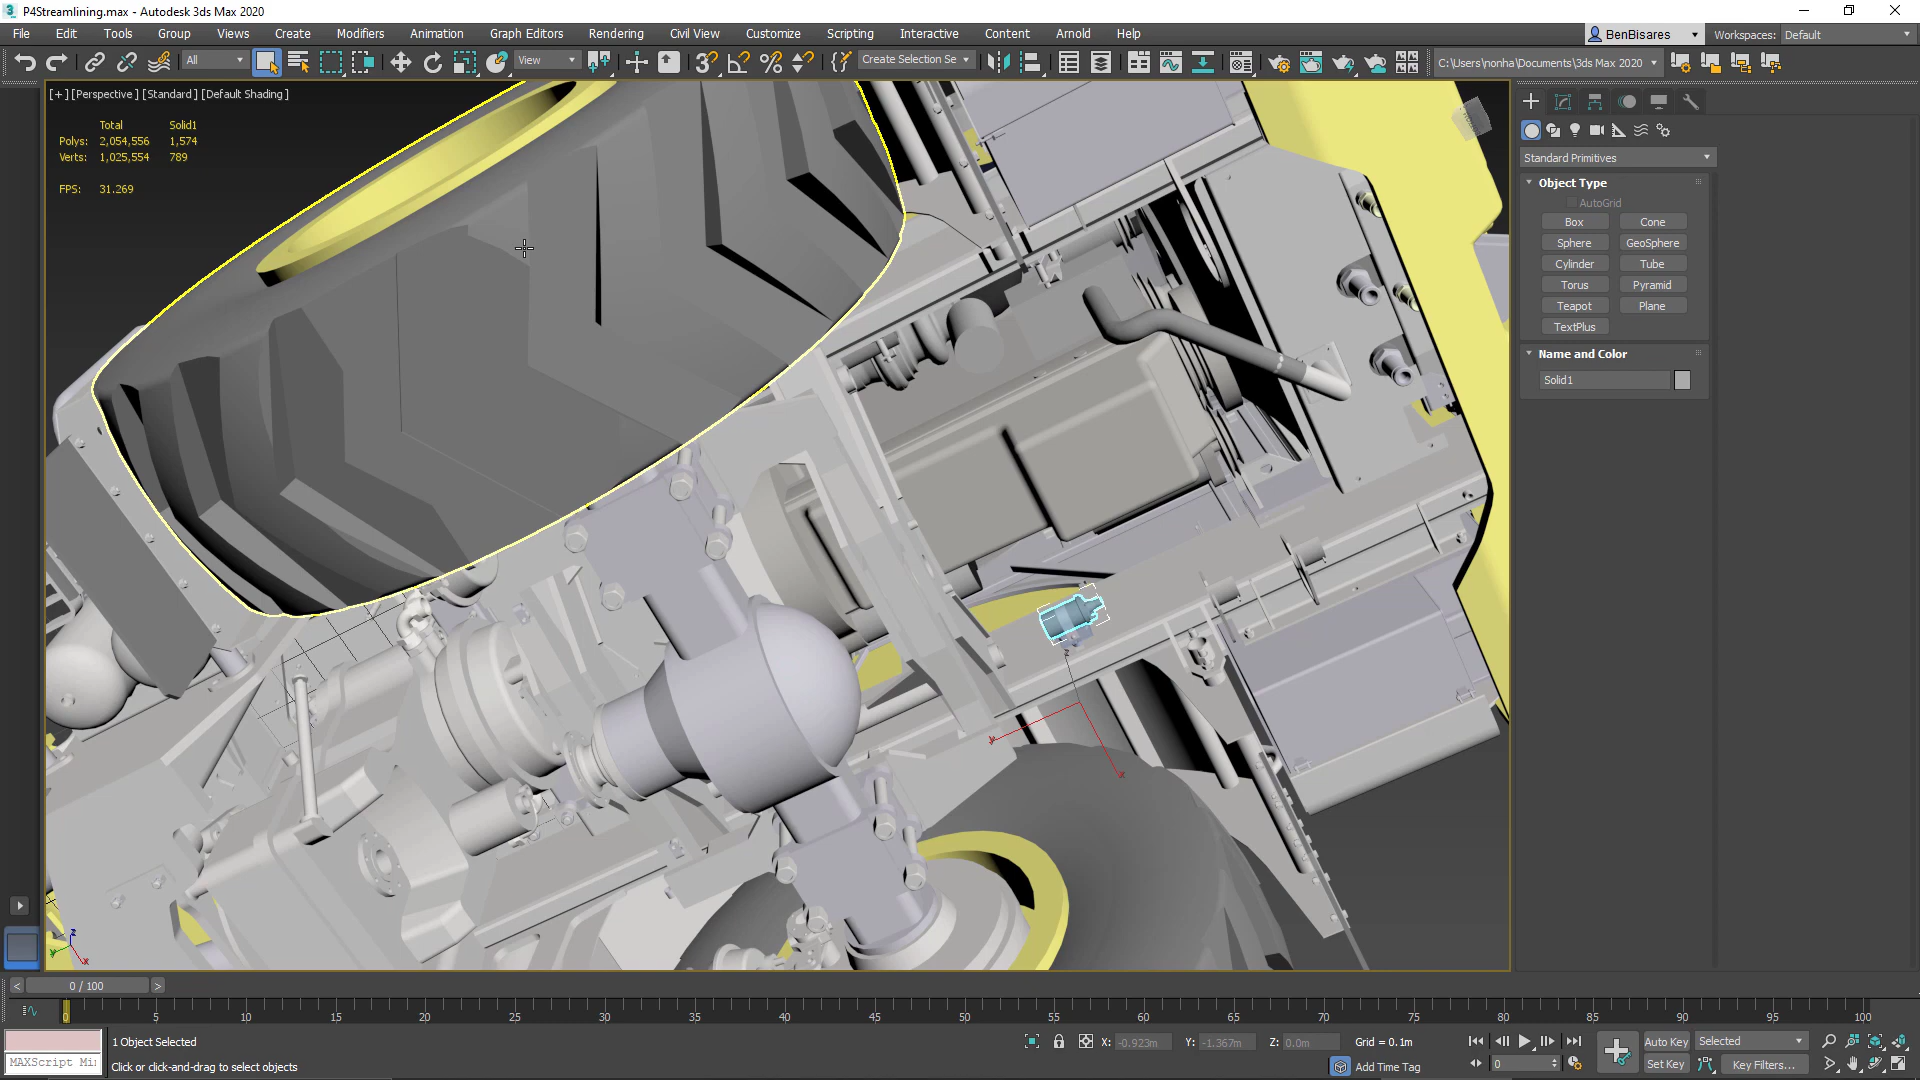 P4Streamlining.max - Autodesk 3ds Max 2020
File Edit Tools Group Views Create Modifiers Animation Graph Editors Rendering Civil View Customize Scripting Interactive Content Arnold Help
BenBisares Workspaces: Default
All View Create Selection Se C:\Users\nonha\Documents\3ds Max 2020
[+] [Perspective] [Standard] [Default Shading]
Total Solid1
Polys: 2,054,556 1,574
Verts: 1,025,554 789
FPS: 31.269
Standard Primitives
Object Type
AutoGrid
Box Cone
Sphere GeoSphere
Cylinder Tube
Torus Pyramid
Teapot Plane
TextPlus
Name and Color
Solid1
z
y
x
z
y
x
< 0 / 100 >
0 5 10 15 20 25 30 35 40 45 50 55 60 65 70 75 80 85 90 95 100
1 Object Selected
X: -0.923m Y: -1.367m Z: 0.0m Grid = 0.1m
Auto Key Selected
MAXScript Mi
Click or click-and-drag to select objects
Add Time Tag
0
Set Key Key Filters...